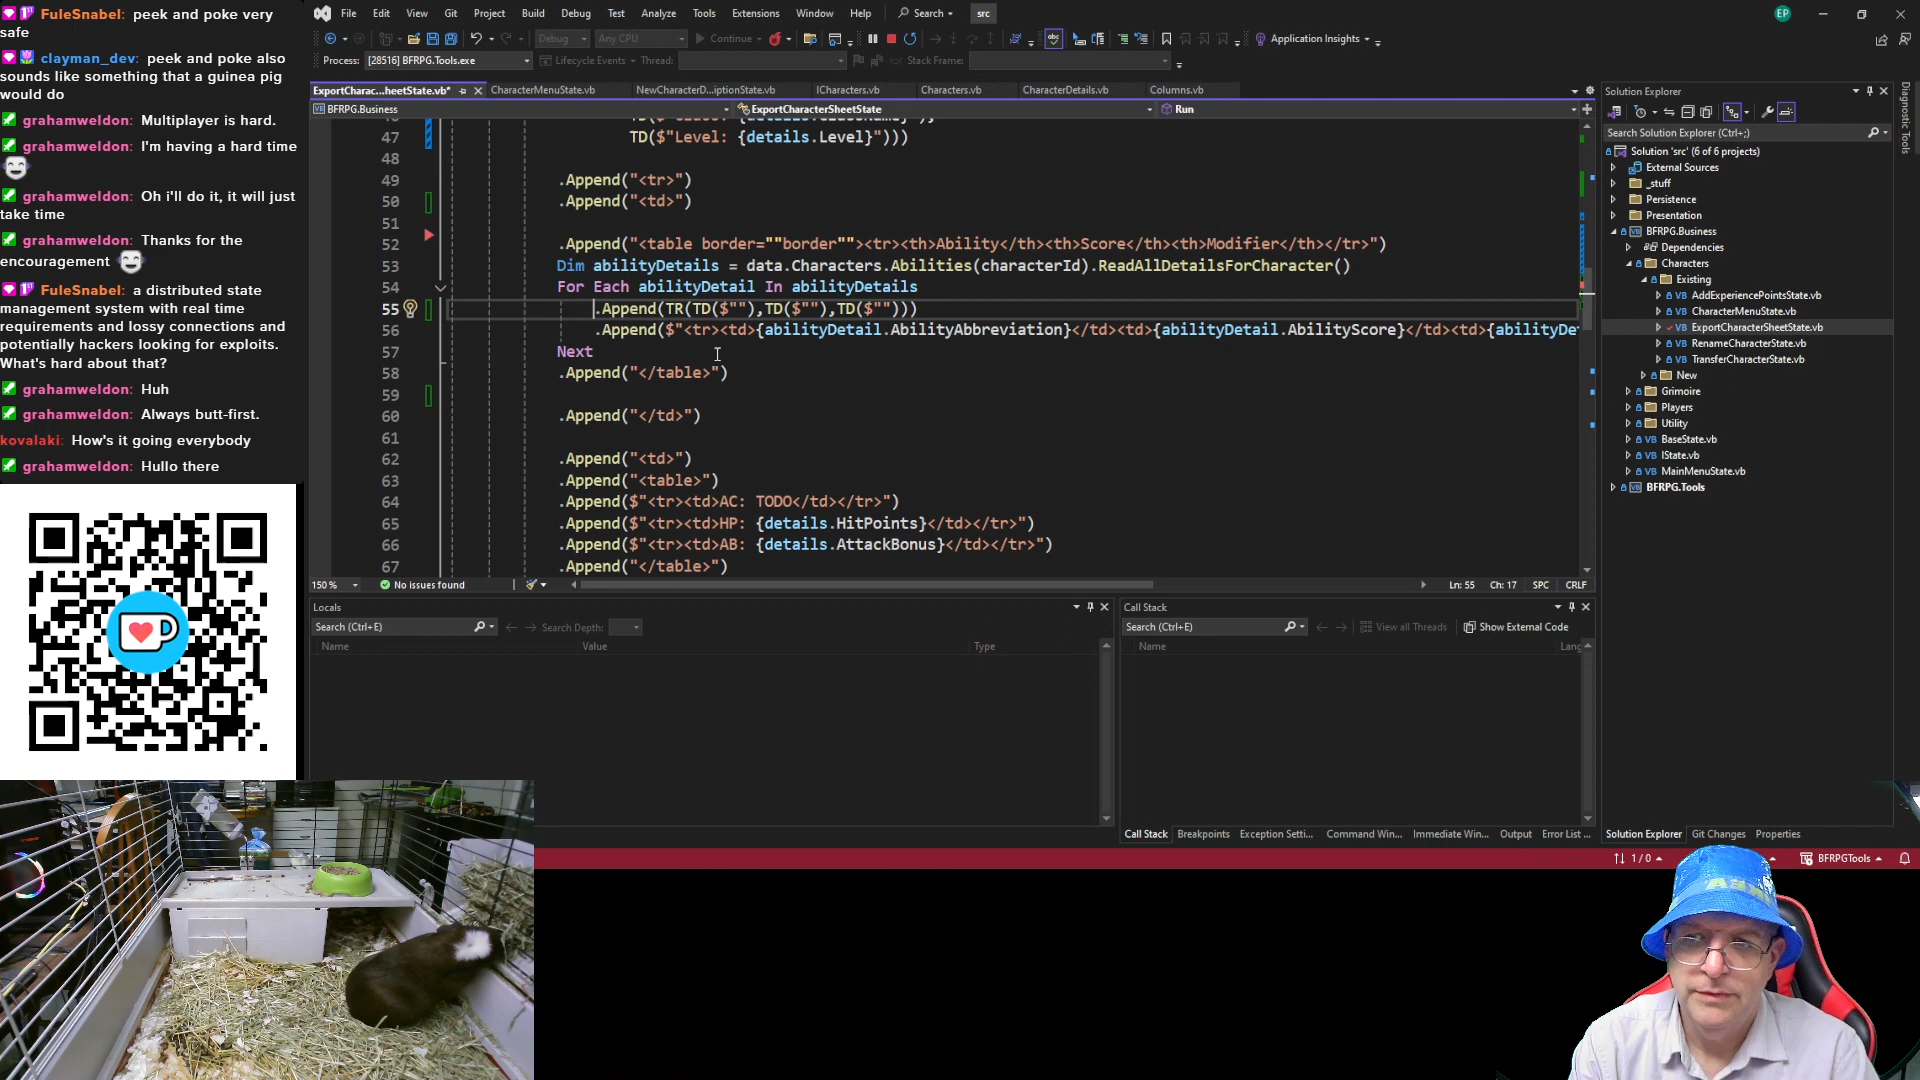 FuleSnabel: peek and poke very
safe
clayman_dev: peek and poke also
sounds like something that a guinea pig
would do
grahamweldon: Multiplayer is hard.
grahamweldon: I'm having a hard time
grahamweldon: Oh i'll do it, it will just
take time
grahamweldon: Thanks for the
encouragement
FuleSnabel: a distributed state
management system with real time
requirements and lossy connections and
potentially hackers looking for exploits.
What's hard about that?
grahamweldon: Huh
grahamweldon: Always butt-first.
kovalaki: How's it going everybody
grahamweldon: Hullo there
File Edit View Git Project Build Debug Test Analyze Tools Extensions Window Help Search src EP
Debug Any CPU Continue Application Insights
Process: [28516] BFRPG.Tools.exe Lifecycle Events Thread: Stack Frame:
ExportCharac...heetState.vb* CharacterMenuState.vb NewCharacterD...iptionState.vb ICharacters.vb Characters.vb CharacterDetails.vb Columns.vb
BFRPG.Business ExportCharacterSheetState Run
47 TD($"Level: {details.Level}")))
48
49 .Append("<tr>")
50 .Append("<td>")
51
52 .Append("<table border=""border""><tr><th>Ability</th><th>Score</th><th>Modifier</th></tr>")
53 Dim abilityDetails = data.Characters.Abilities(characterId).ReadAllDetailsForCharacter()
54 For Each abilityDetail In abilityDetails
55 .Append(TR(TD($""),TD($""),TD($"")))
56 .Append($"<tr><td>{abilityDetail.AbilityAbbreviation}</td><td>{abilityDetail.AbilityScore}</td><td>{abilityDe
57 Next
58 .Append("</table>")
59
60 .Append("</td>")
61
62 .Append("<td>")
63 .Append("<table>")
64 .Append($"<tr><td>AC: TODO</td></tr>")
65 .Append($"<tr><td>HP: {details.HitPoints}</td></tr>")
66 .Append($"<tr><td>AB: {details.AttackBonus}</td></tr>")
67 .Append("</table>")
150 % No issues found Ln: 55 Ch: 17 SPC CRLF
Locals
Search (Ctrl+E) Search Depth:
Name Value Type
Call Stack
Search (Ctrl+E) View all Threads Show External Code
Name Lang
Call Stack Breakpoints Exception Setti... Command Win... Immediate Win... Output Error List ...
Solution Explorer
Search Solution Explorer (Ctrl+;)
Solution 'src' (6 of 6 projects)
External Sources
_stuff
Persistence
Presentation
BFRPG.Business
Dependencies
Characters
Existing
VB AddExperiencePointsState.vb
VB CharacterMenuState.vb
VB ExportCharacterSheetState.vb
VB RenameCharacterState.vb
VB TransferCharacterState.vb
New
Grimoire
Players
Utility
VB BaseState.vb
VB IState.vb
VB MainMenuState.vb
VB BFRPG.Tools
Solution Explorer Git Changes Properties
Diagnostic Tools
1 / 0 BFRPGTools